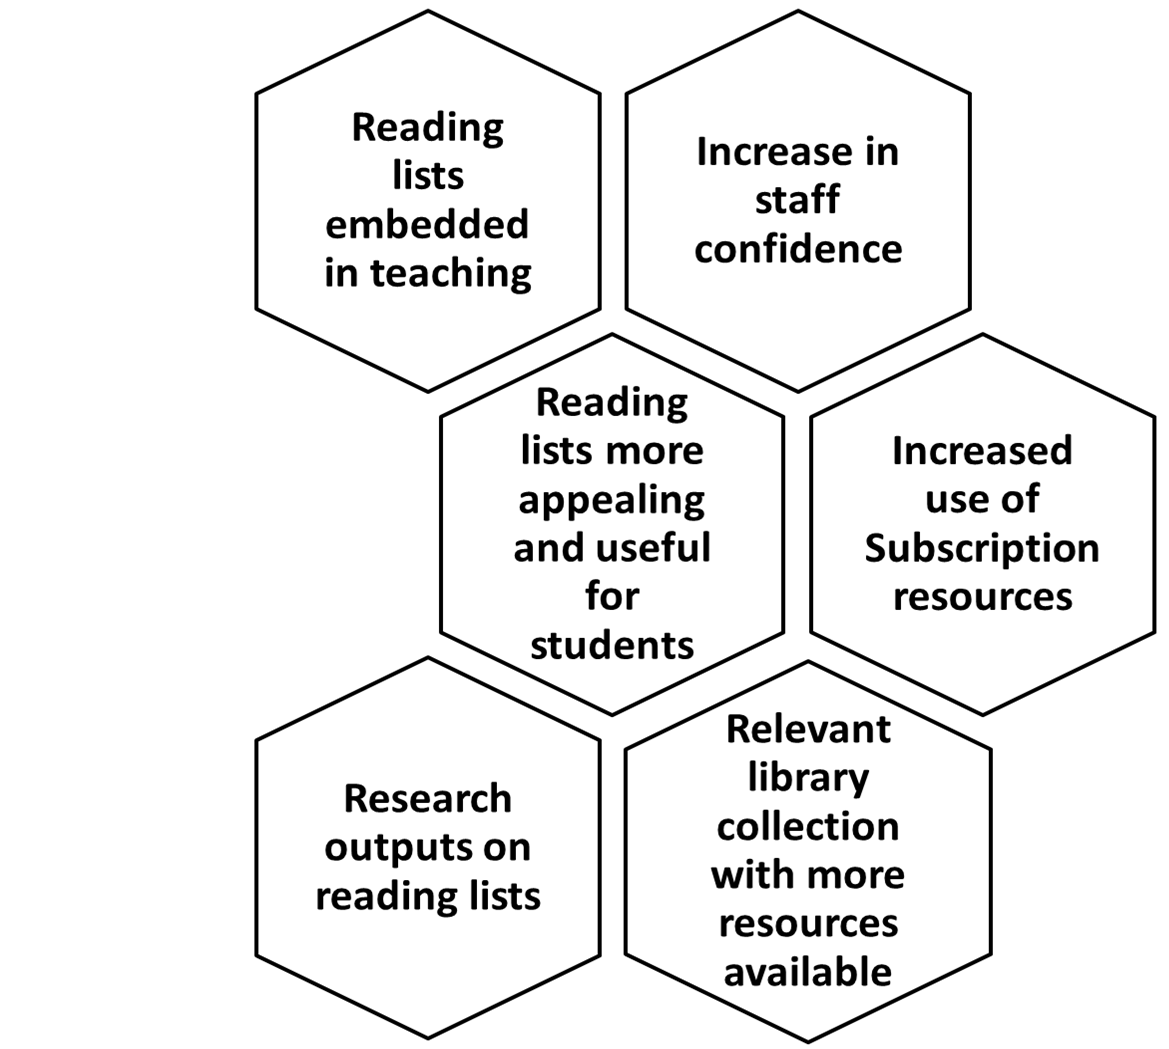 Reading
lists
embedded
in teaching
Increase in
staff
confidence
Reading
lists more
appealing
and useful
for
students
Increased
use of
Subscription
resources
Research
outputs on
reading lists
Relevant
library
collection
with more
resources
available